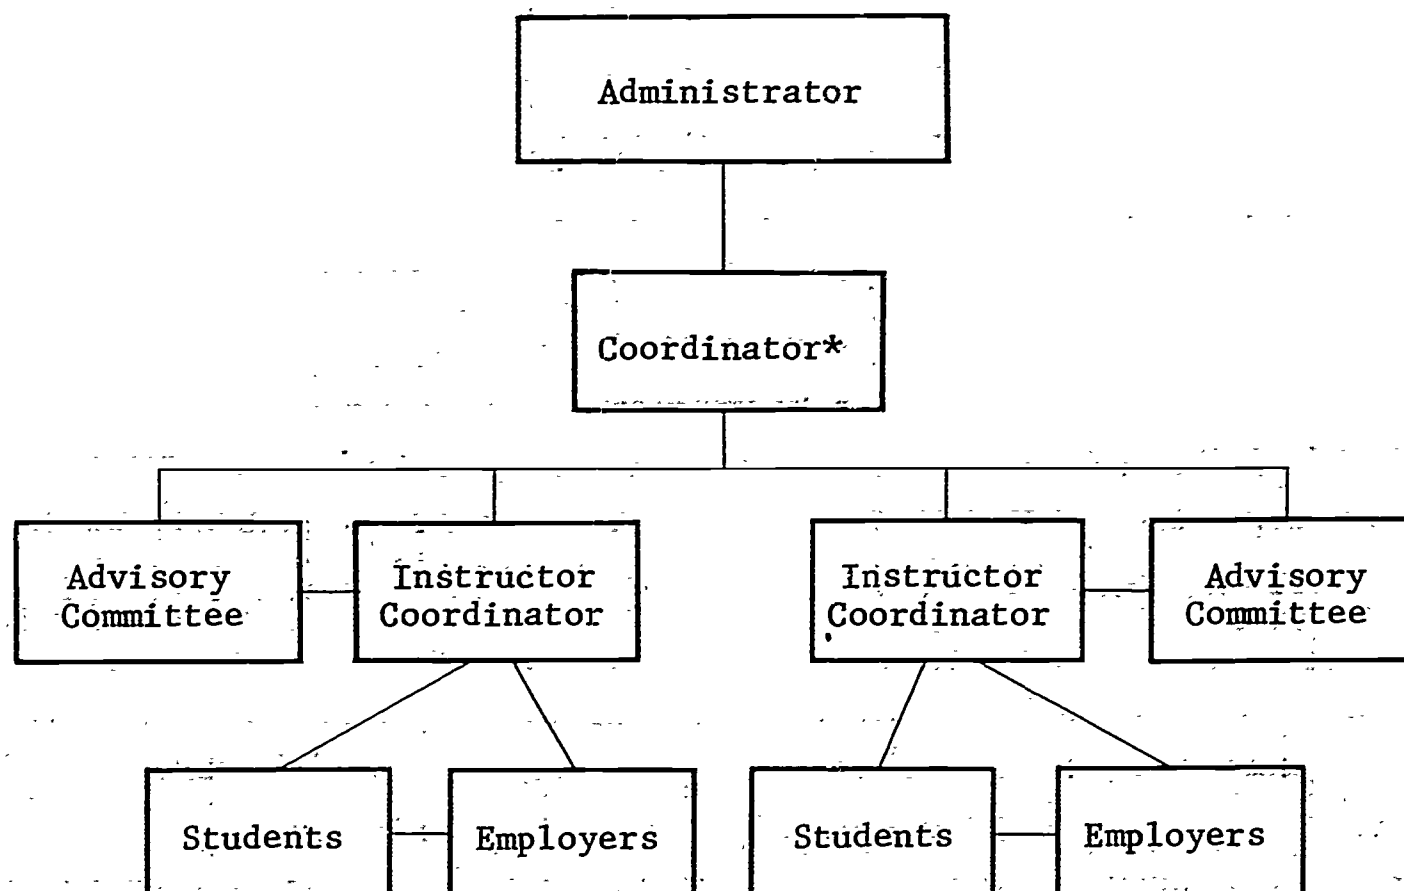 Administrator
Coordinator*
Advisory
Committee
Instructor
Coordinator
Instructor
Coordinator
Advisory
Committee
Students
Employers
Students
Employers